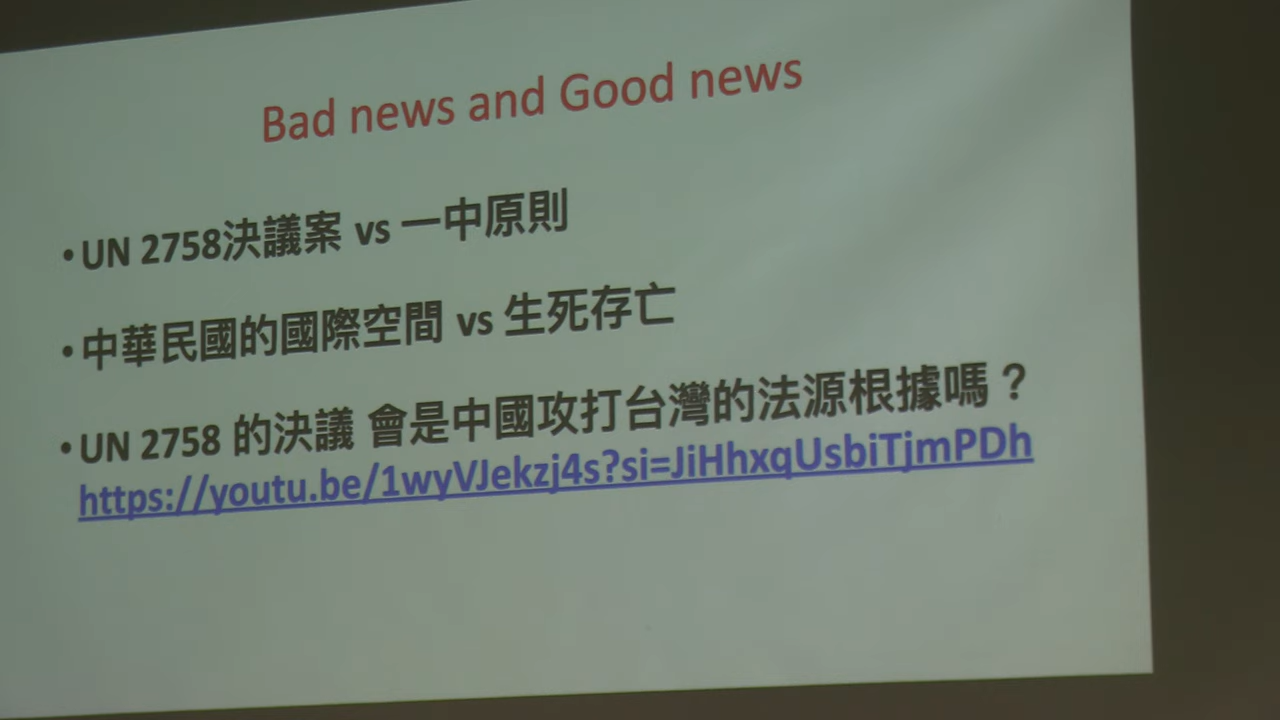 Bad news and Good news
•UN 2758決議案 vs 一中原則
•中華民國的國際空間 vs 生死存亡
•UN 2758 的決議 會是中國攻打台灣的法源根據嗎？
https://youtu.be/1wyVJekzj4s?si=JiHhxqUsbiTjmPDh